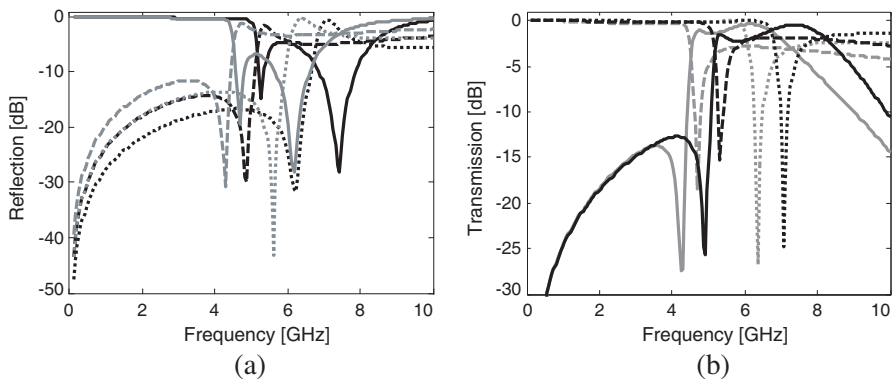 0
-10
-20
-30
-40
-50
Reflection [dB]
0 2 4 6 8 10
Frequency [GHz]
(a)
0
-5
-10
-15
-20
-25
-30
Transmission [dB]
0 2 4 6 8 10
Frequency [GHz]
(b)